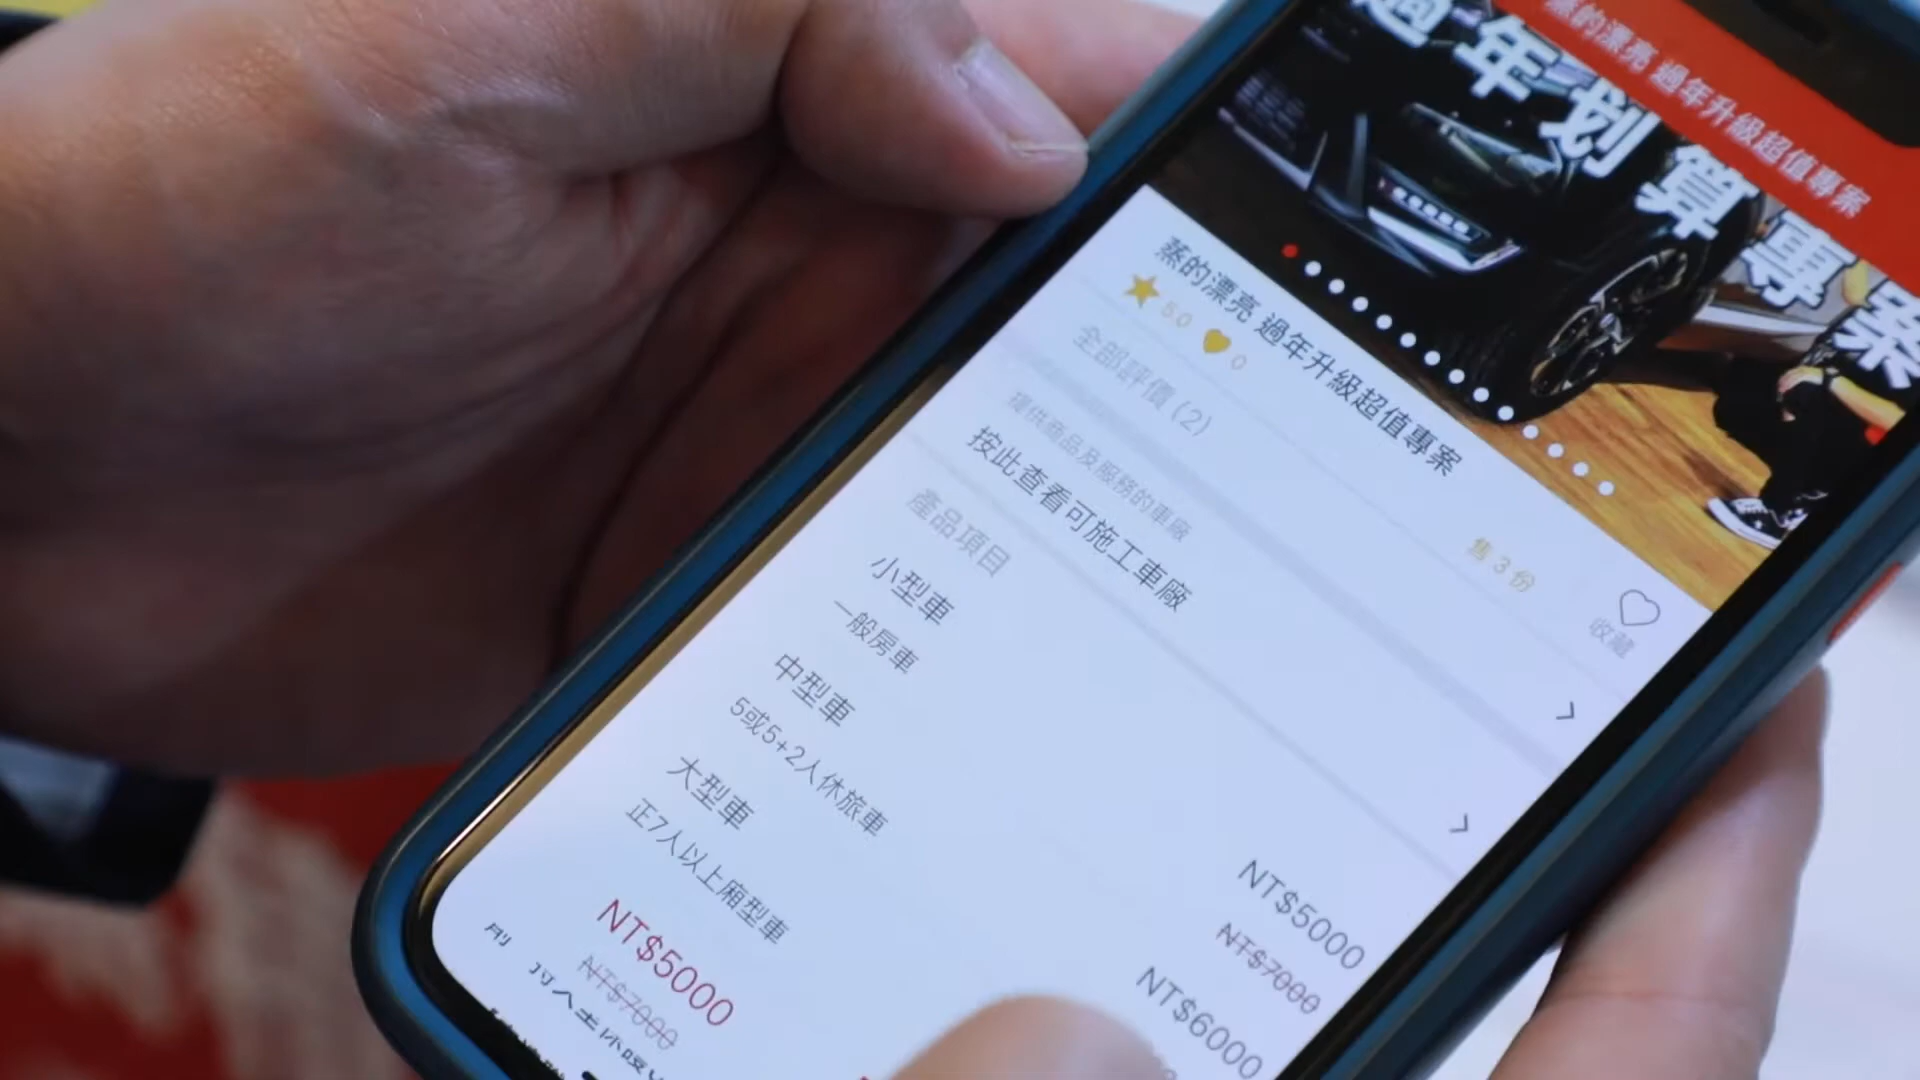 蒸的漂亮 過年升級超值專案
過年划算專案
蒸的漂亮 過年升級超值專案
5.0 0
售 3 份
收藏
全部評價 (2)
提供商品及服務的車廠
按此查看可施工車廠
產品項目
小型車
一般房車
NT$5000
NT$7000
中型車
5或5+2人休旅車
NT$6000
大型車
正7人以上廂型車
NT$5000
NT$7000